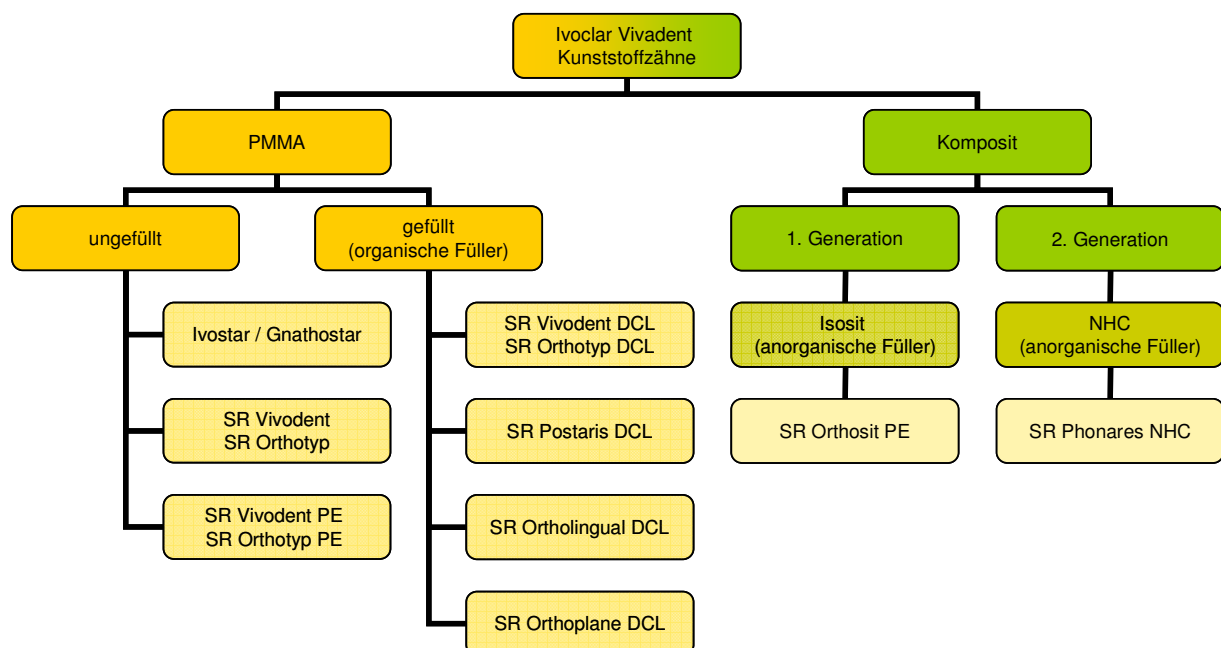 Ivoclar Vivadent
Kunststoffzähne
PMMA
Komposit
ungefüllt
gefüllt
(organische Füller)
1. Generation
2. Generation
Ivostar / Gnathostar
SR Vivodent DCL
SR Orthotyp DCL
Isosit
(anorganische Füller)
NHC
(anorganische Füller)
SR Vivodent
SR Orthotyp
SR Postaris DCL
SR Orthosit PE
SR Phonares NHC
SR Vivodent PE
SR Orthotyp PE
SR Ortholingual DCL
SR Orthoplane DCL